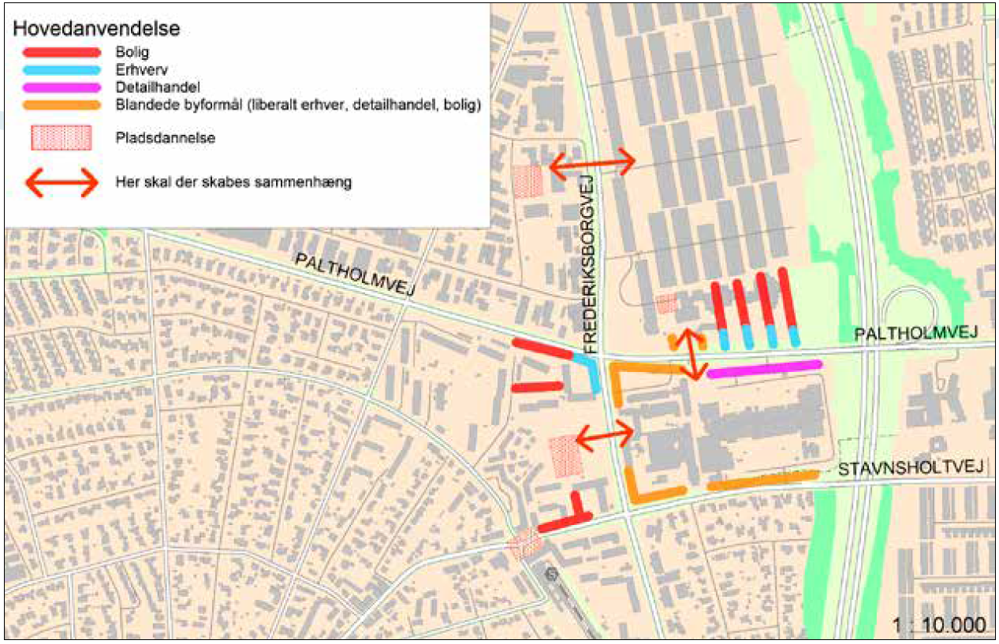 Hovedanvendelse
Bolig
Erhverv
Detailhandel
Blandede byformål (liberalt erhver, detailhandel, bolig)
Pladsdannelse
Her skal der skabes sammenhæng
FREDERIKSBORGVEJ
PALTHOLMVEJ
PALTHOLMVEJ
STAVNSHOLTVEJ
1 : 10.000